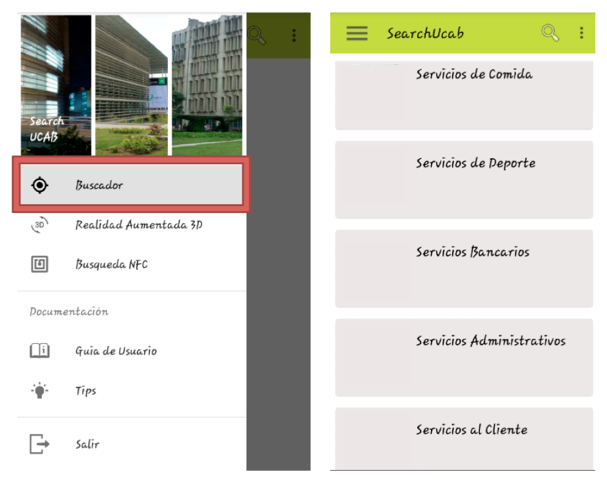 Search
UCAB
Buscador
3D
Realidad Aumentada 3D
Busqueda NFC
Documentación
Guia de Usuario
Tips
Salir
SearchUcab
Servicios de Comida
Servicios de Deporte
Servicios Bancarios
Servicios Administrativos
Servicios al Cliente